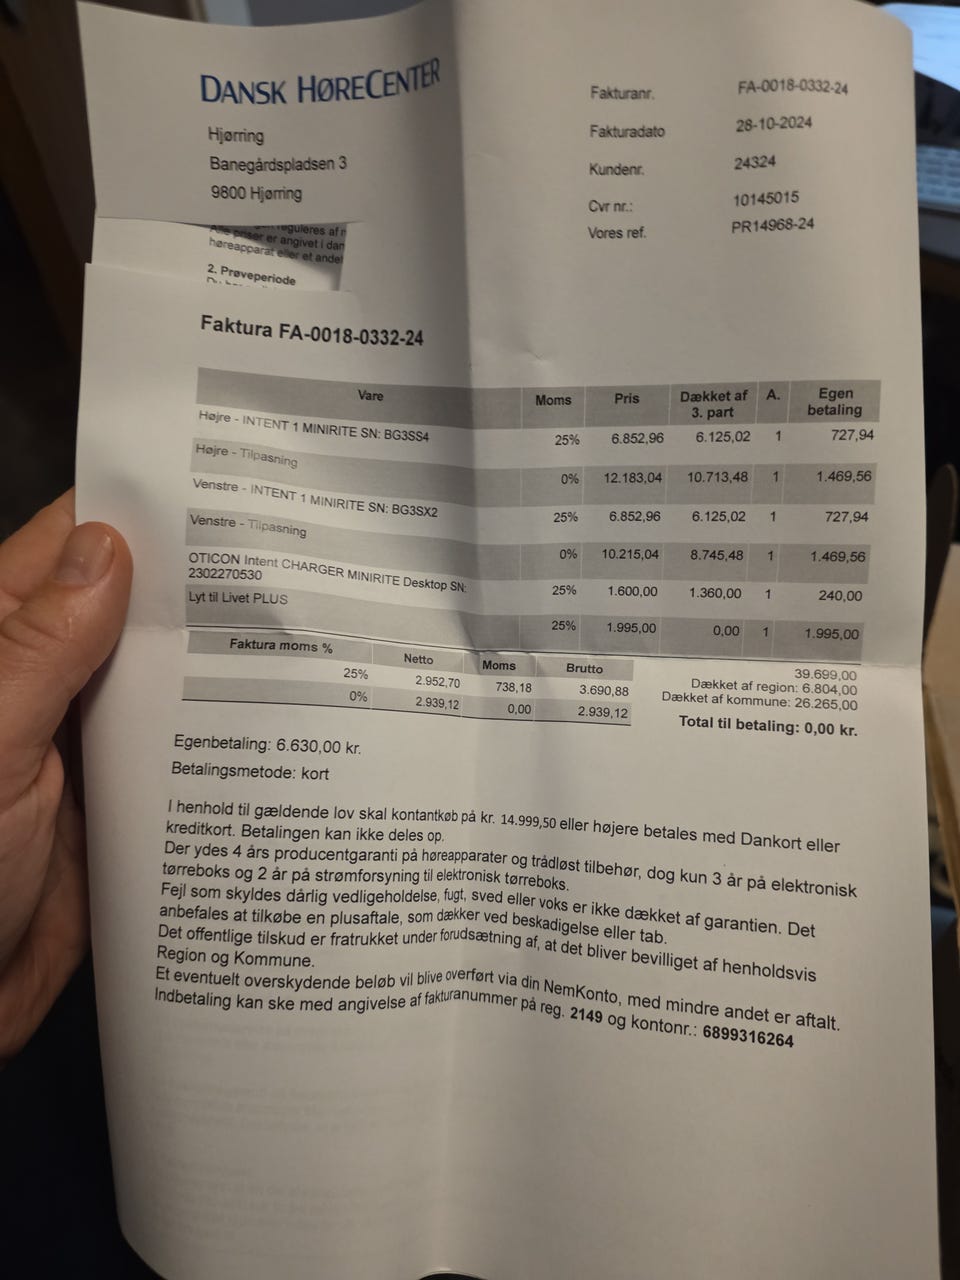 DANSK HØRECENTER
Hjørring
Banegårdspladsen 3
9800 Hjørring
Fakturanr. FA-0018-0332-24
Fakturadato 28-10-2024
Kundenr. 24324
Cvr nr.: 10145015
Vores ref. PR14968-24
reguleres af
Alle priser er angivet i dan
høreapparat eller et andet
2. Prøveperiode
Faktura FA-0018-0332-24
Vare Moms Pris Dækket af 3. part A. Egen betaling
Højre - INTENT 1 MINIRITE SN: BG3SS4 25% 6.852,96 6.125,02 1 727,94
Højre - Tilpasning 0% 12.183,04 10.713,48 1 1.469,56
Venstre - INTENT 1 MINIRITE SN: BG3SX2 25% 6.852,96 6.125,02 1 727,94
Venstre - Tilpasning 0% 10.215,04 8.745,48 1 1.469,56
OTICON Intent CHARGER MINIRITE Desktop SN:
2302270530 25% 1.600,00 1.360,00 1 240,00
Lyt til Livet PLUS 25% 1.995,00 0,00 1 1.995,00
Faktura moms % Netto Moms Brutto
25% 2.952,70 738,18 3.690,88
0% 2.939,12 0,00 2.939,12
39.699,00
Dækket af region: 6.804,00
Dækket af kommune: 26.265,00
Total til betaling: 0,00 kr.
Egenbetaling: 6.630,00 kr.
Betalingsmetode: kort
I henhold til gældende lov skal kontantkøb på kr. 14.999,50 eller højere betales med Dankort eller
kreditkort. Betalingen kan ikke deles op.
Der ydes 4 års producentgaranti på høreapparater og trådløst tilbehør, dog kun 3 år på elektronisk
tørreboks og 2 år på strømforsyning til elektronisk tørreboks.
Fejl som skyldes dårlig vedligeholdelse, fugt, sved eller voks er ikke dækket af garantien. Det
anbefales at tilkøbe en plusaftale, som dækker ved beskadigelse eller tab.
Det offentlige tilskud er fratrukket under forudsætning af, at det bliver bevilliget af henholdsvis
Region og Kommune.
Et eventuelt overskydende beløb vil blive overført via din NemKonto, med mindre andet er aftalt.
Indbetaling kan ske med angivelse af fakturanummer på reg. 2149 og kontonr.: 6899316264